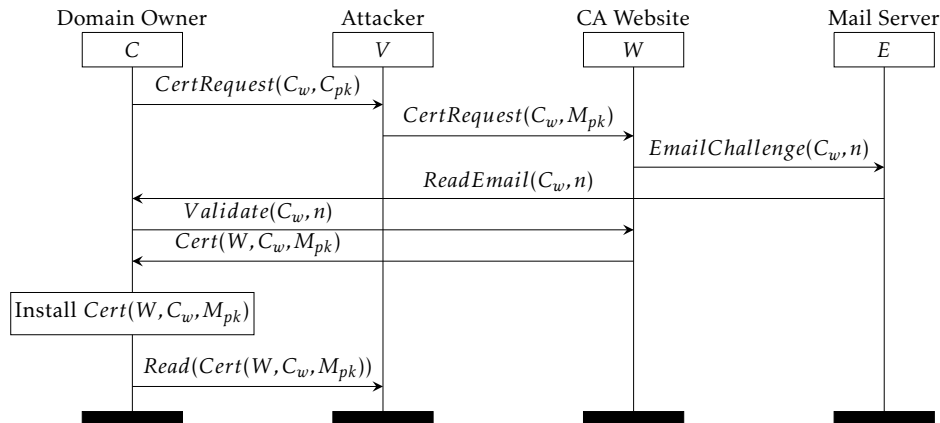 Domain Owner Attacker CA Website Mail Server
C V W E
CertRequest(C_w, C_pk)
CertRequest(C_w, M_pk)
EmailChallenge(C_w, n)
ReadEmail(C_w, n)
Validate(C_w, n)
Cert(W, C_w, M_pk)
Install Cert(W, C_w, M_pk)
Read(Cert(W, C_w, M_pk))